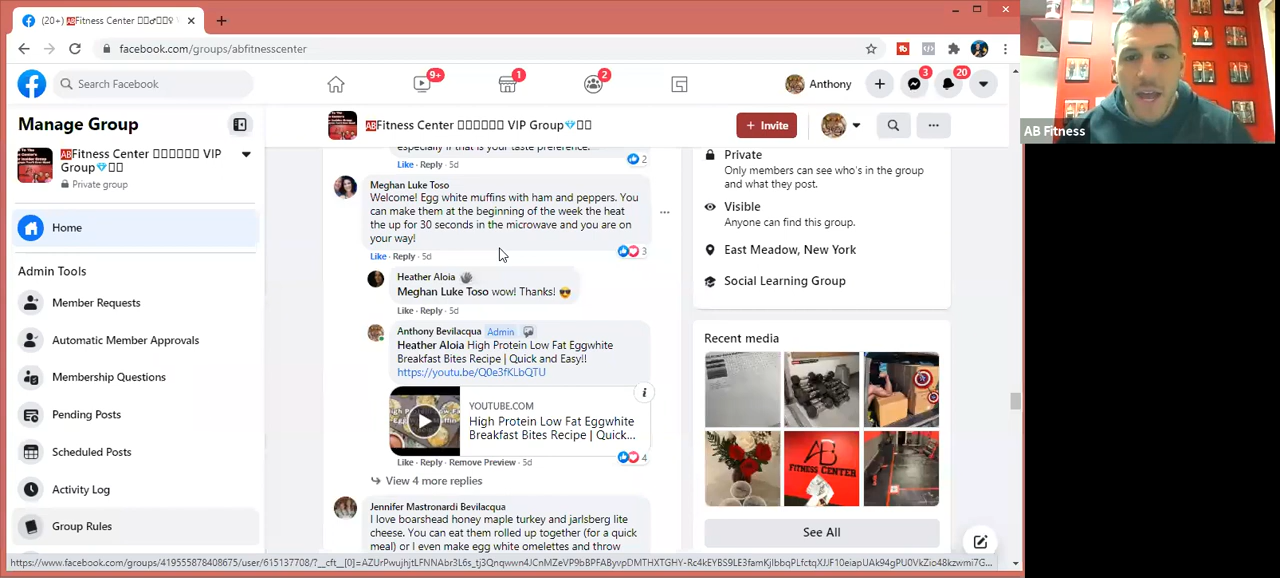 (20+) ABFitness Center
facebook.com/groups/abfitnesscenter
Search Facebook
9+
1
2
Anthony
3
20
AB Fitness
Manage Group
ABFitness Center VIP Group
+ Invite
ABFitness Center VIP
Group
Private group
Home
Admin Tools
Member Requests
Automatic Member Approvals
Membership Questions
Pending Posts
Scheduled Posts
Activity Log
Group Rules
especially if that is your taste preference.
Like · Reply · 5d
2
Meghan Luke Toso
Welcome! Egg white muffins with ham and peppers. You
can make them at the beginning of the week the heat
the up for 30 seconds in the microwave and you are on
your way!
Like · Reply · 5d
3
Heather Aloia
Meghan Luke Toso wow! Thanks!
Like · Reply · 5d
Anthony Bevilacqua Admin
Heather Aloia High Protein Low Fat Eggwhite
Breakfast Bites Recipe | Quick and Easy!!
https://youtu.be/Q0e3fKLbQTU
YOUTUBE.COM
High Protein Low Fat Eggwhite
Breakfast Bites Recipe | Quick...
Like · Reply · Remove Preview · 5d
4
View 4 more replies
Jennifer Mastronardi Bevilacqua
I love boarshead honey maple turkey and jarlsberg lite
cheese. You can eat them rolled up together (for a quick
meal) or I even make egg white omelettes and throw
Private
Only members can see who's in the group
and what they post.
Visible
Anyone can find this group.
East Meadow, New York
Social Learning Group
Recent media
AB
FITNESS CENTER
See All